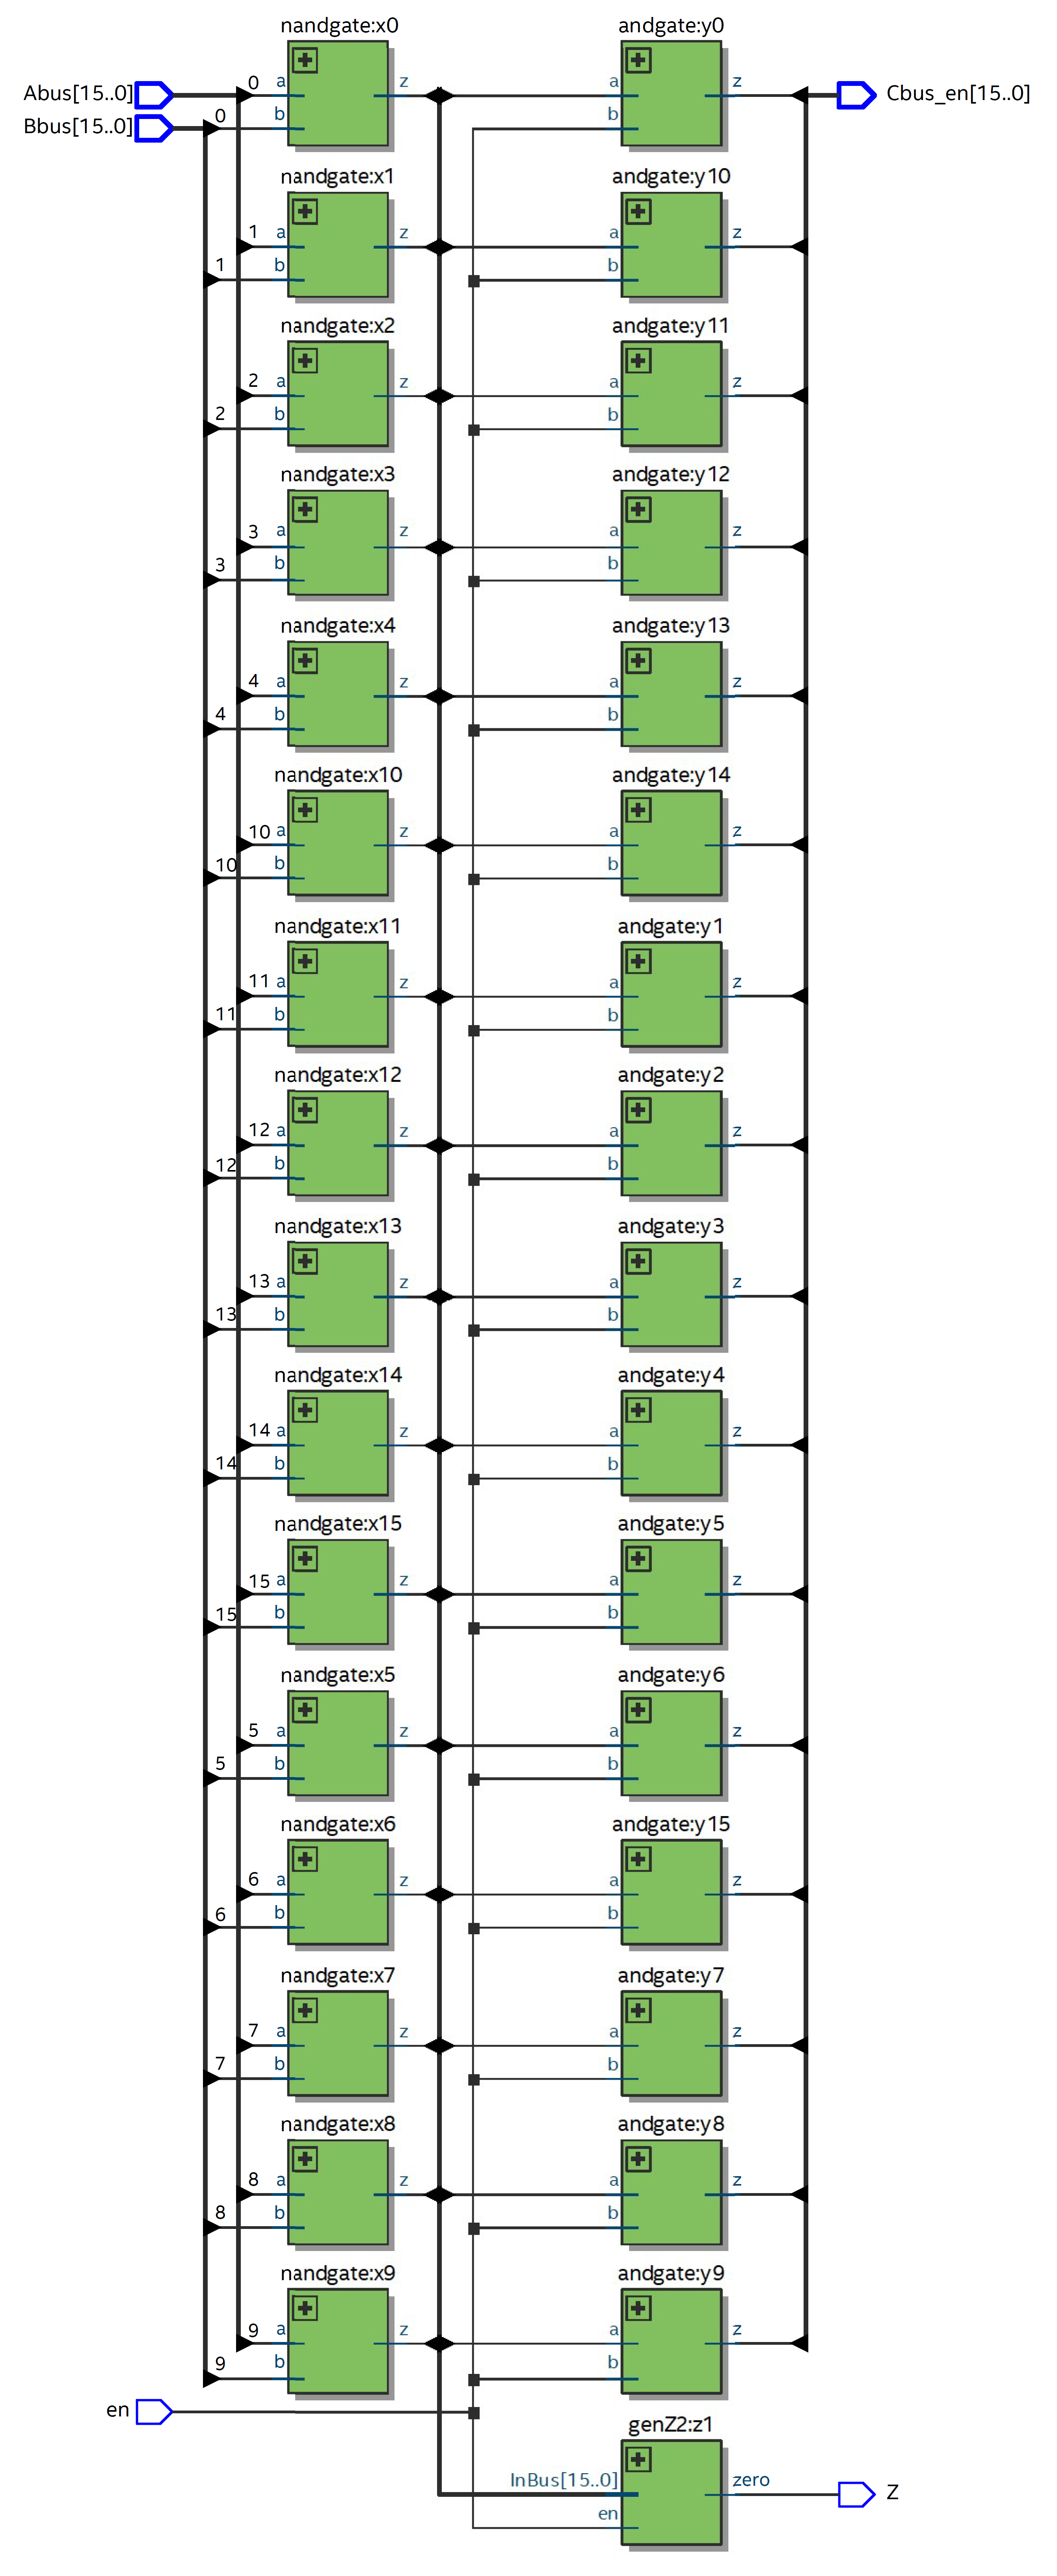 nandgate:x0 andgate:y0
Abus[15..0] 0 a z a z Cbus_en[15..0]
Bbus[15..0] 0 b b
nandgate:x1 andgate:y10
1 a z a z
1 b b
nandgate:x2 andgate:y11
2 a z a z
2 b b
nandgate:x3 andgate:y12
3 a z a z
3 b b
nandgate:x4 andgate:y13
4 a z a z
4 b b
nandgate:x10 andgate:y14
10 a z a z
10 b b
nandgate:x11 andgate:y1
11 a z a z
11 b b
nandgate:x12 andgate:y2
12 a z a z
12 b b
nandgate:x13 andgate:y3
13 a z a z
13 b b
nandgate:x14 andgate:y4
14 a z a z
14 b b
nandgate:x15 andgate:y5
15 a z a z
15 b b
nandgate:x5 andgate:y6
5 a z a z
5 b b
nandgate:x6 andgate:y15
6 a z a z
6 b b
nandgate:x7 andgate:y7
7 a z a z
7 b b
nandgate:x8 andgate:y8
8 a z a z
8 b b
nandgate:x9 andgate:y9
9 a z a z
9 b b
en
genZ2:z1
InBus[15..0] zero Z
en